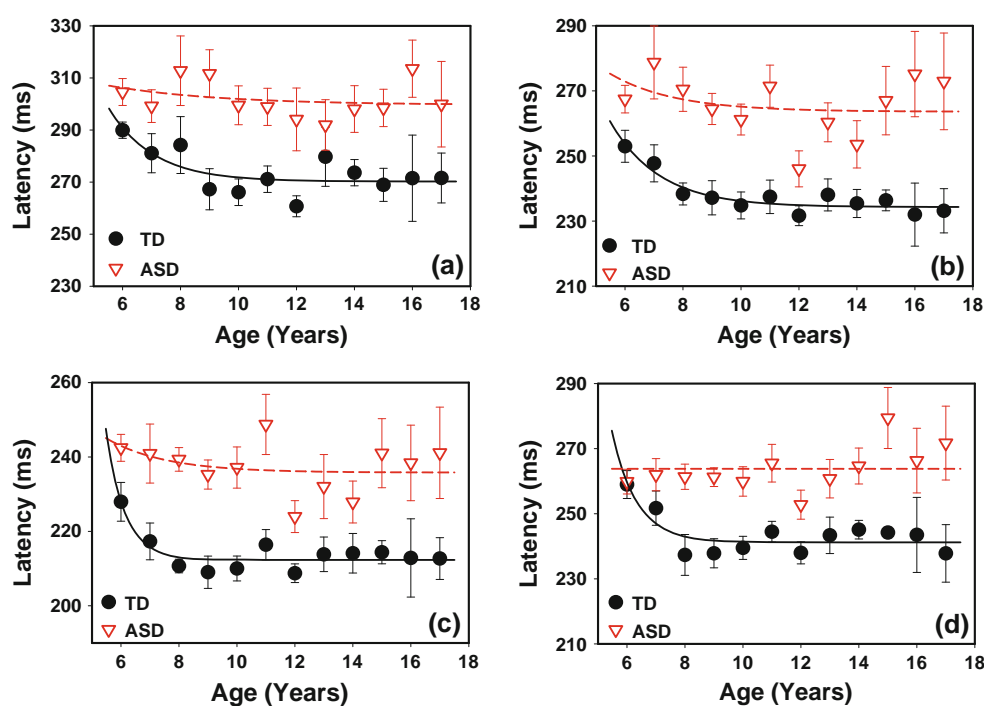 330
310
290
270
250
230
Latency (ms)
TD
ASD
(a)
6 8 10 12 14 16 18
Age (Years)
290
270
250
230
210
Latency (ms)
TD
ASD
(b)
6 8 10 12 14 16 18
Age (Years)
260
240
220
200
Latency (ms)
TD
ASD
(c)
6 8 10 12 14 16 18
Age (Years)
290
270
250
230
210
Latency (ms)
TD
ASD
(d)
6 8 10 12 14 16 18
Age (Years)